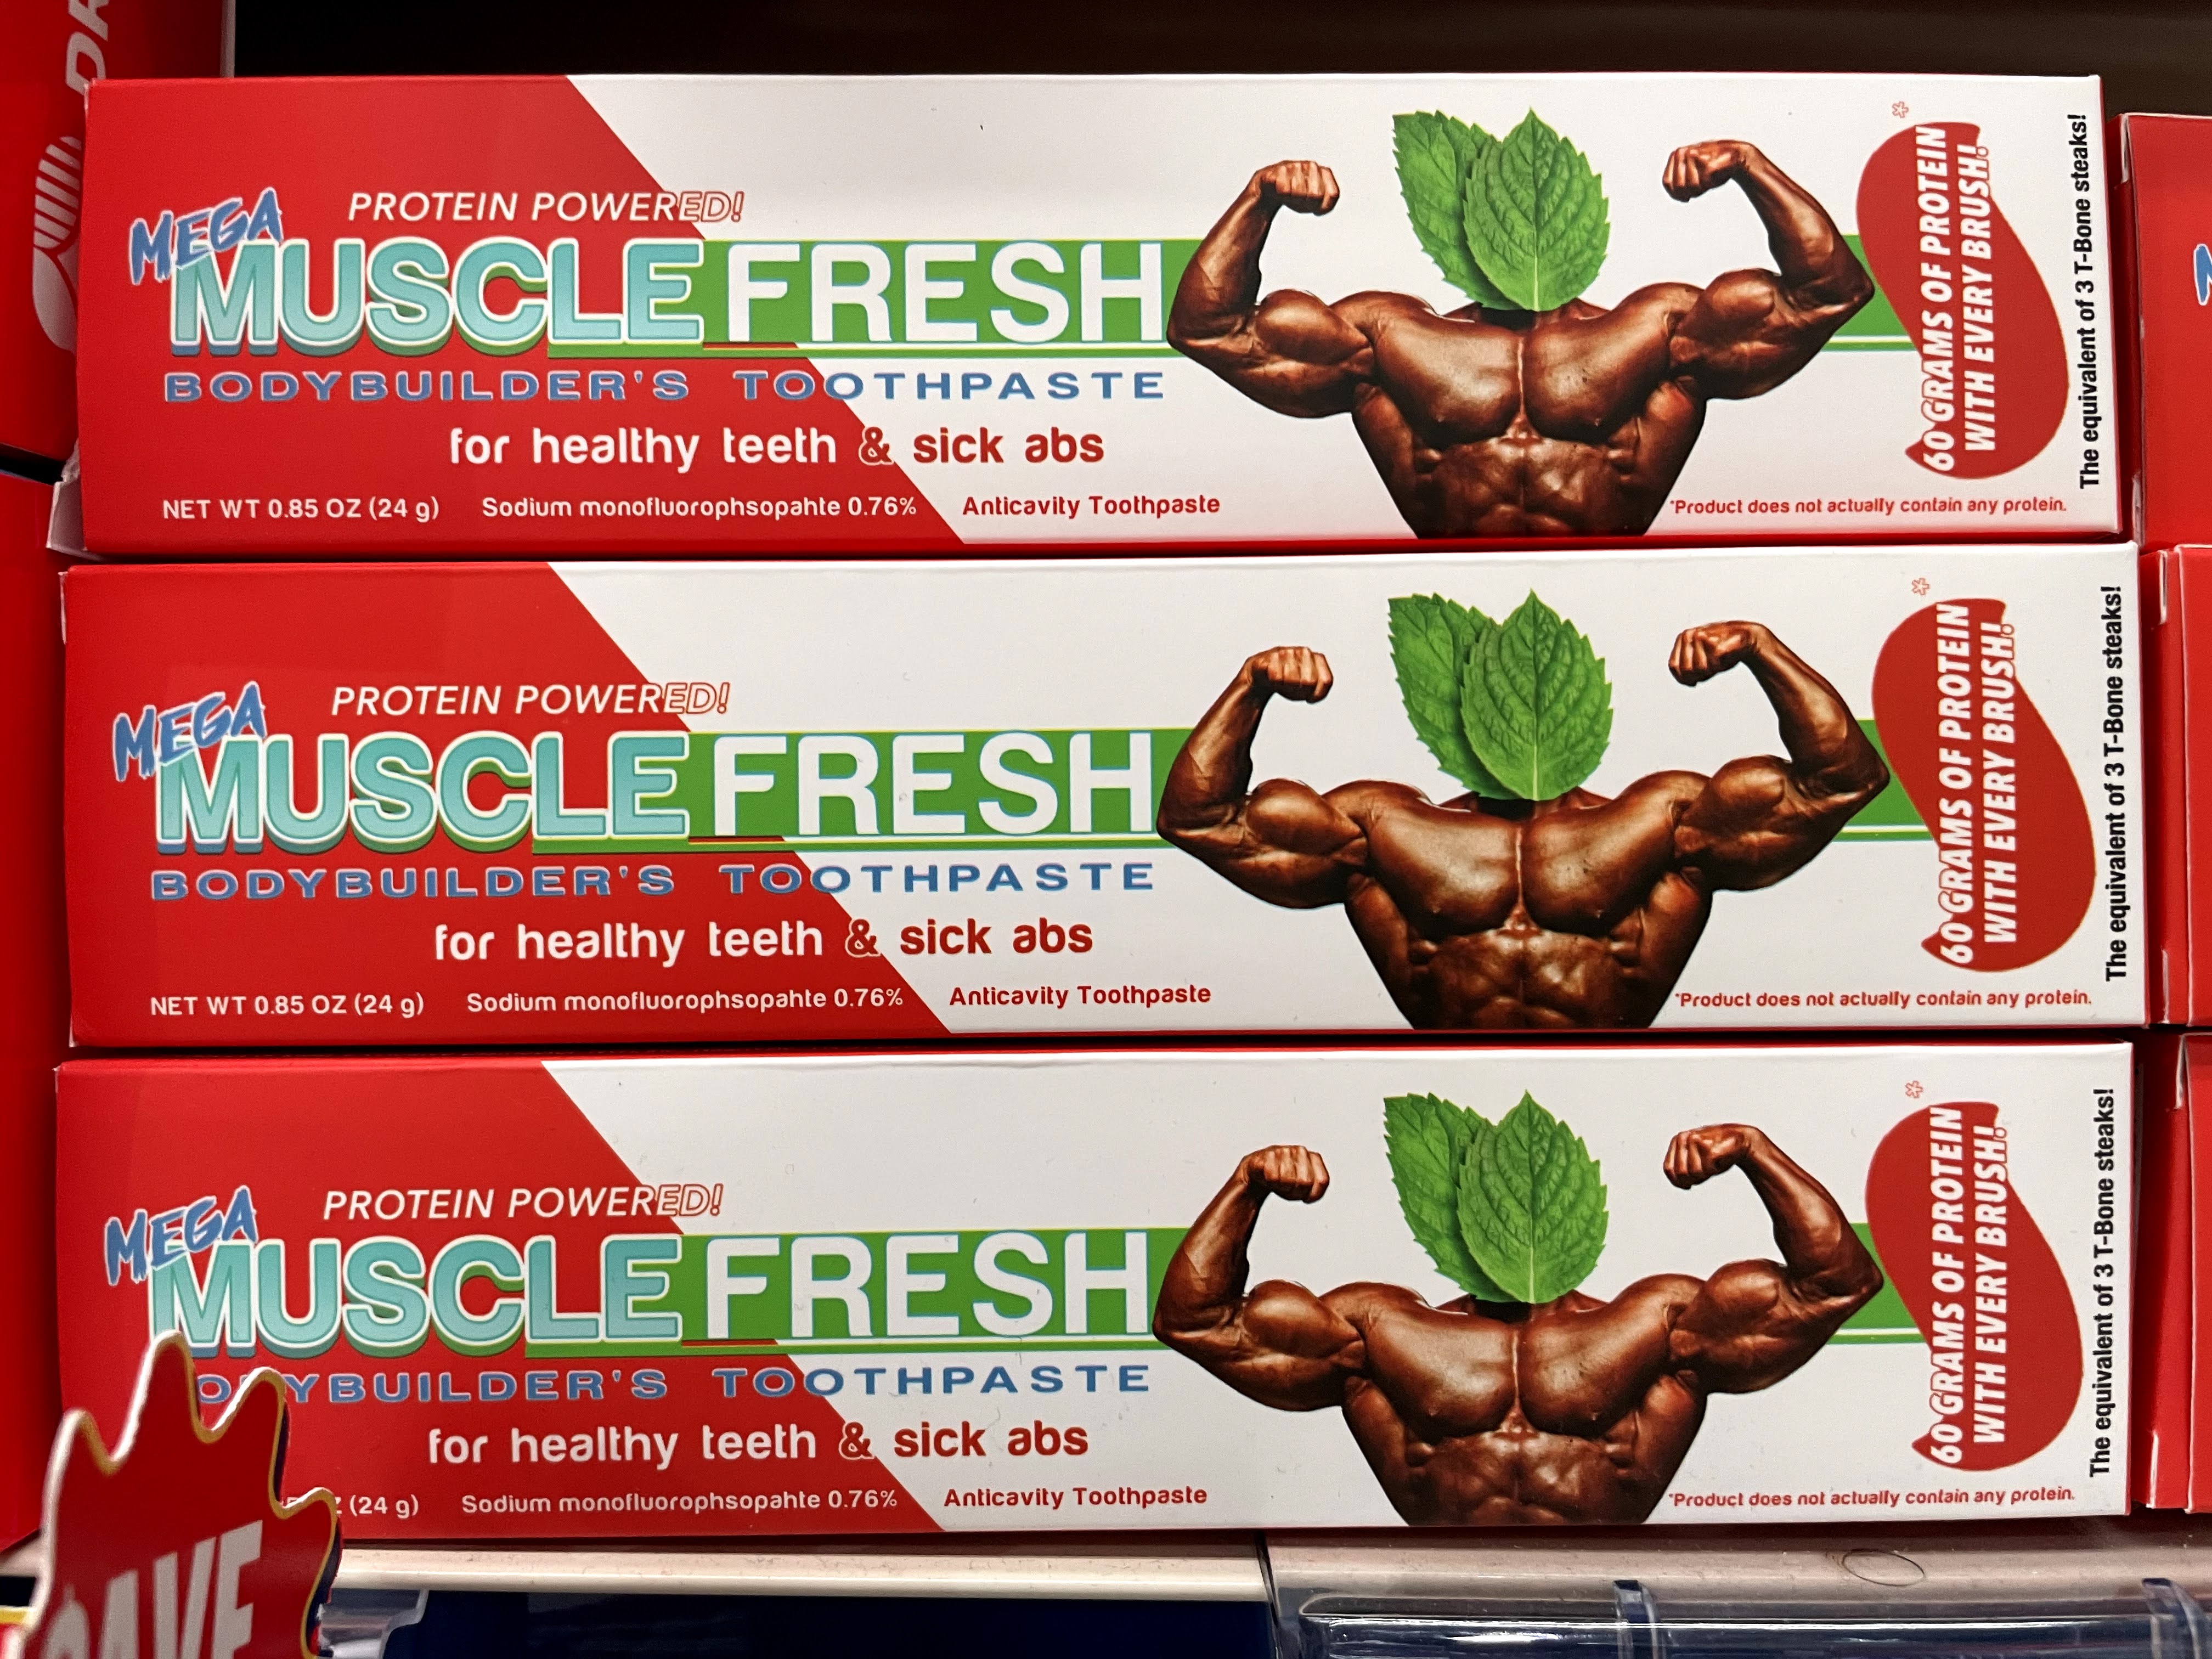 PROTEIN POWERED!
MEGA
MUSCLE FRESH
BODYBUILDER'S TOOTHPASTE
for healthy teeth & sick abs
NET WT 0.85 OZ (24 g) Sodium monofluorophsopahte 0.76% Anticavity Toothpaste
*
60 GRAMS OF PROTEIN
WITH EVERY BRUSH!
The equivalent of 3 T-Bone steaks!
*Product does not actually contain any protein.
PROTEIN POWERED!
MEGA
MUSCLE FRESH
BODYBUILDER'S TOOTHPASTE
for healthy teeth & sick abs
NET WT 0.85 OZ (24 g) Sodium monofluorophsopahte 0.76% Anticavity Toothpaste
*
60 GRAMS OF PROTEIN
WITH EVERY BRUSH!
The equivalent of 3 T-Bone steaks!
*Product does not actually contain any protein.
PROTEIN POWERED!
MEGA
MUSCLE FRESH
ODYBUILDER'S TOOTHPASTE
for healthy teeth & sick abs
(24 g) Sodium monofluorophsopahte 0.76% Anticavity Toothpaste
*
60 GRAMS OF PROTEIN
WITH EVERY BRUSH!
The equivalent of 3 T-Bone steaks!
*Product does not actually contain any protein.
SAVE